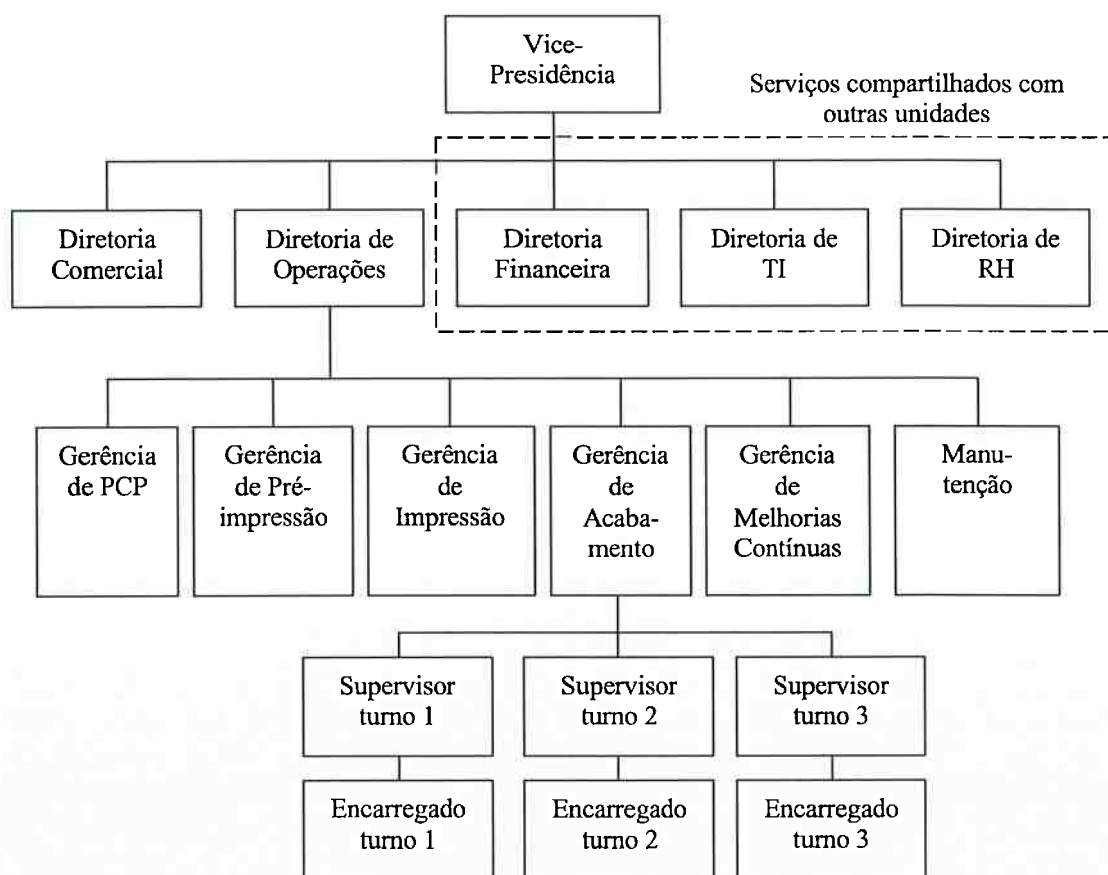 Vice-
Presidência
Serviços compartilhados com
outras unidades
Diretoria
Comercial
Diretoria de
Operações
Diretoria
Financeira
Diretoria de
TI
Diretoria de
RH
Gerência
de PCP
Gerência
de Pré-
impressão
Gerência
de
Impressão
Gerência
de
Acaba-
mento
Gerência
de
Melhorias
Contínuas
Manu-
tenção
Supervisor
turno 1
Supervisor
turno 2
Supervisor
turno 3
Encarregado
turno 1
Encarregado
turno 2
Encarregado
turno 3